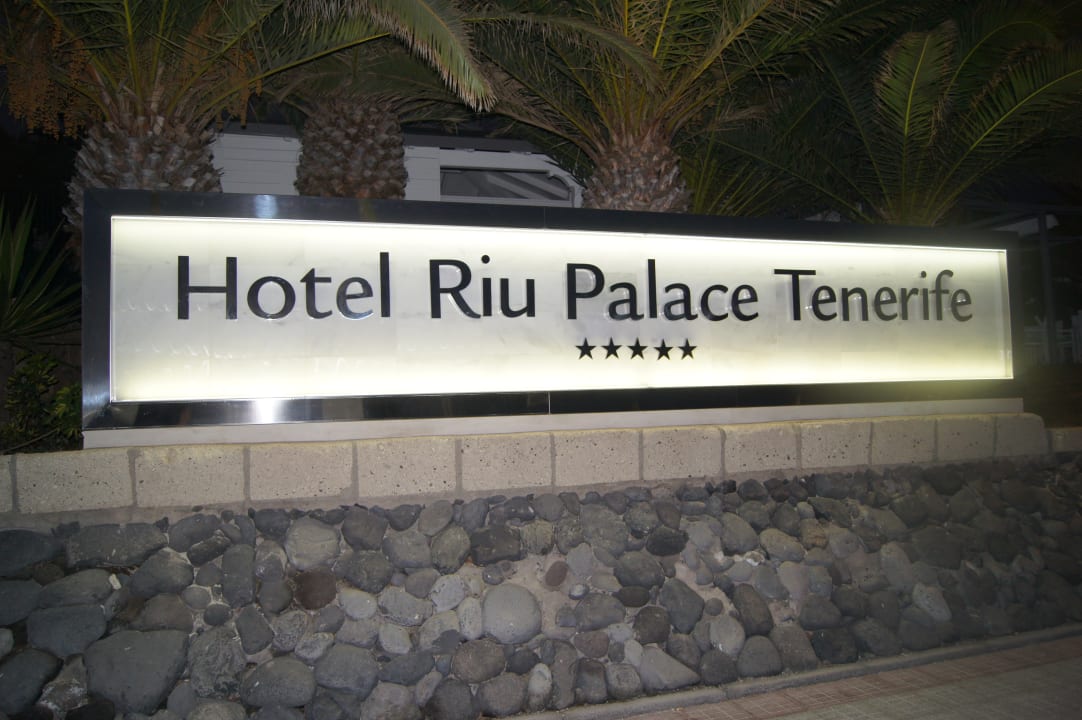 Hotel Riu Palace Tenerife
★★★★★